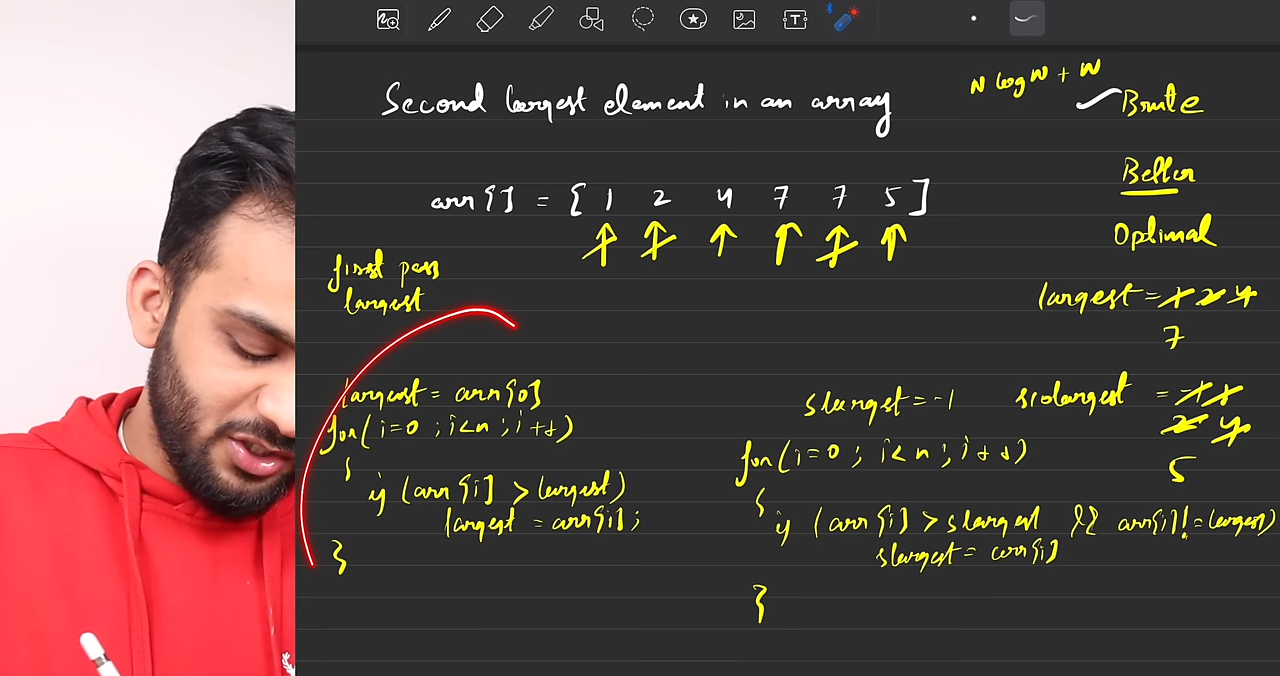 Second largest element in an array
N log N + N
Brute
Better
Optimal
arr[] = { 1 2 4 7 7 5 ]
first pass
largest
largest = 1 2 4
7
largest = arr[0]
for(i=0 ; i<n ; i++)
{
if (arr[i] > largest)
largest = arr[i];
}
slargest = -1
for(i=0 ; i<n ; i++)
{
if (arr[i] > slargest && arr[i] != largest)
slargest = arr[i]
}
= -1 1
2 4
5